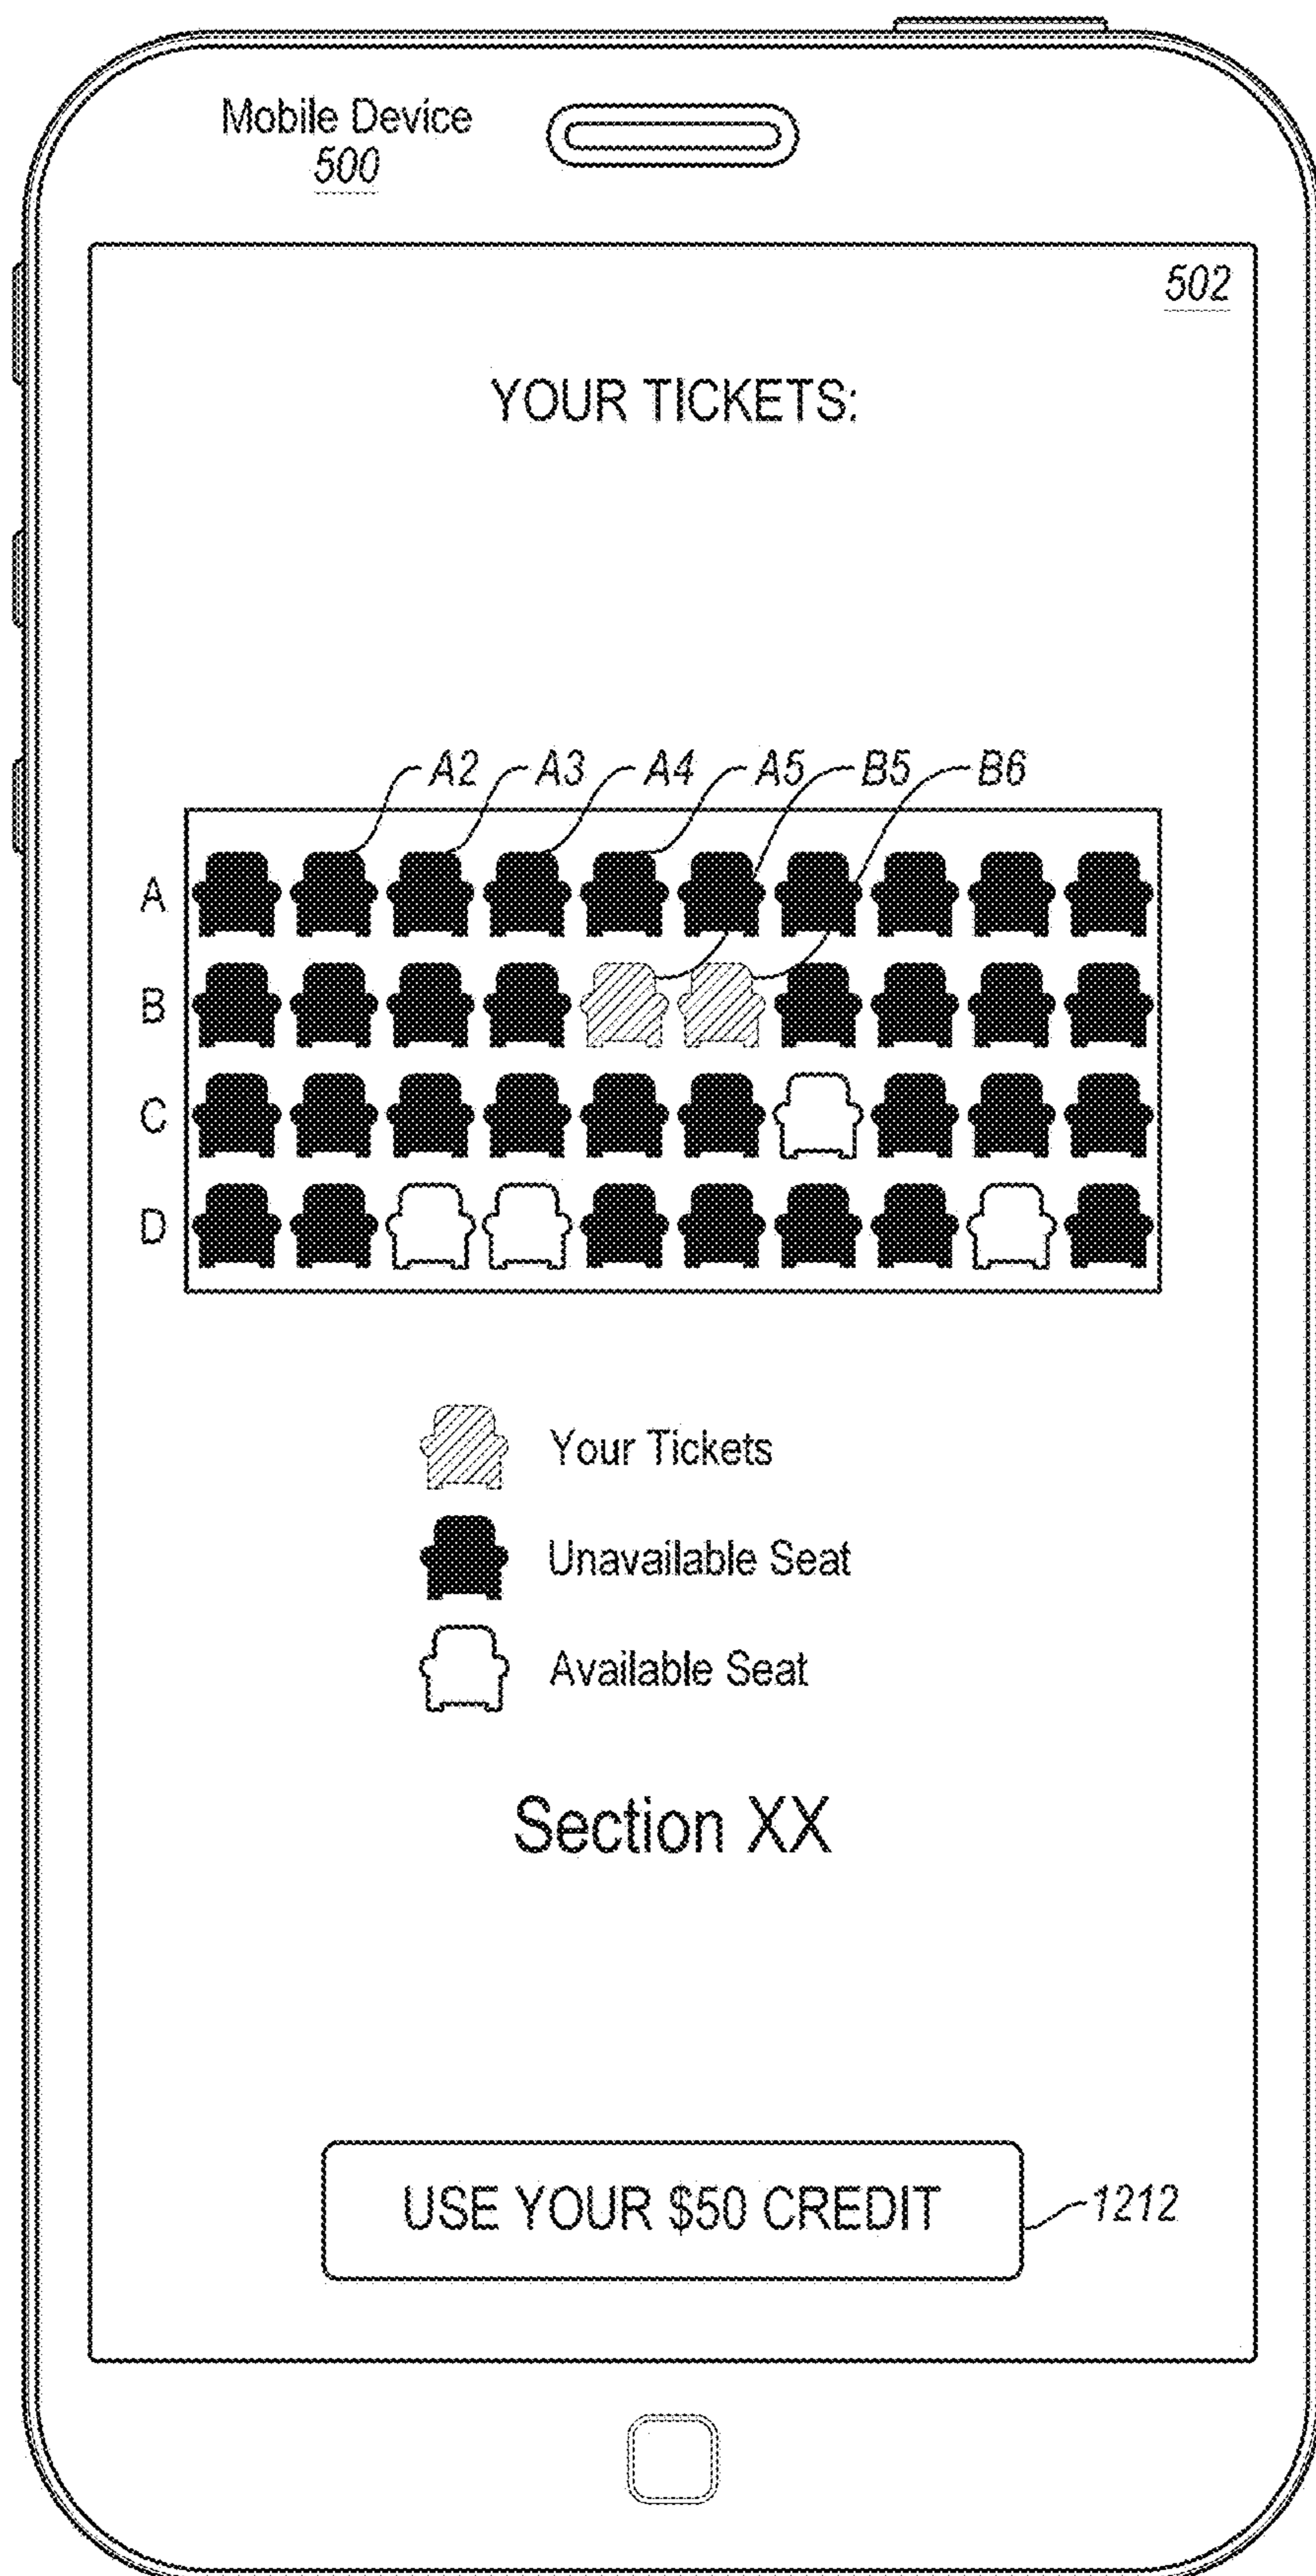 Mobile Device
500
502
YOUR TICKETS:
A2 A3 A4 A5 B5 B6
A
B
C
D
Your Tickets
Unavailable Seat
Available Seat
Section XX
USE YOUR $50 CREDIT
1212